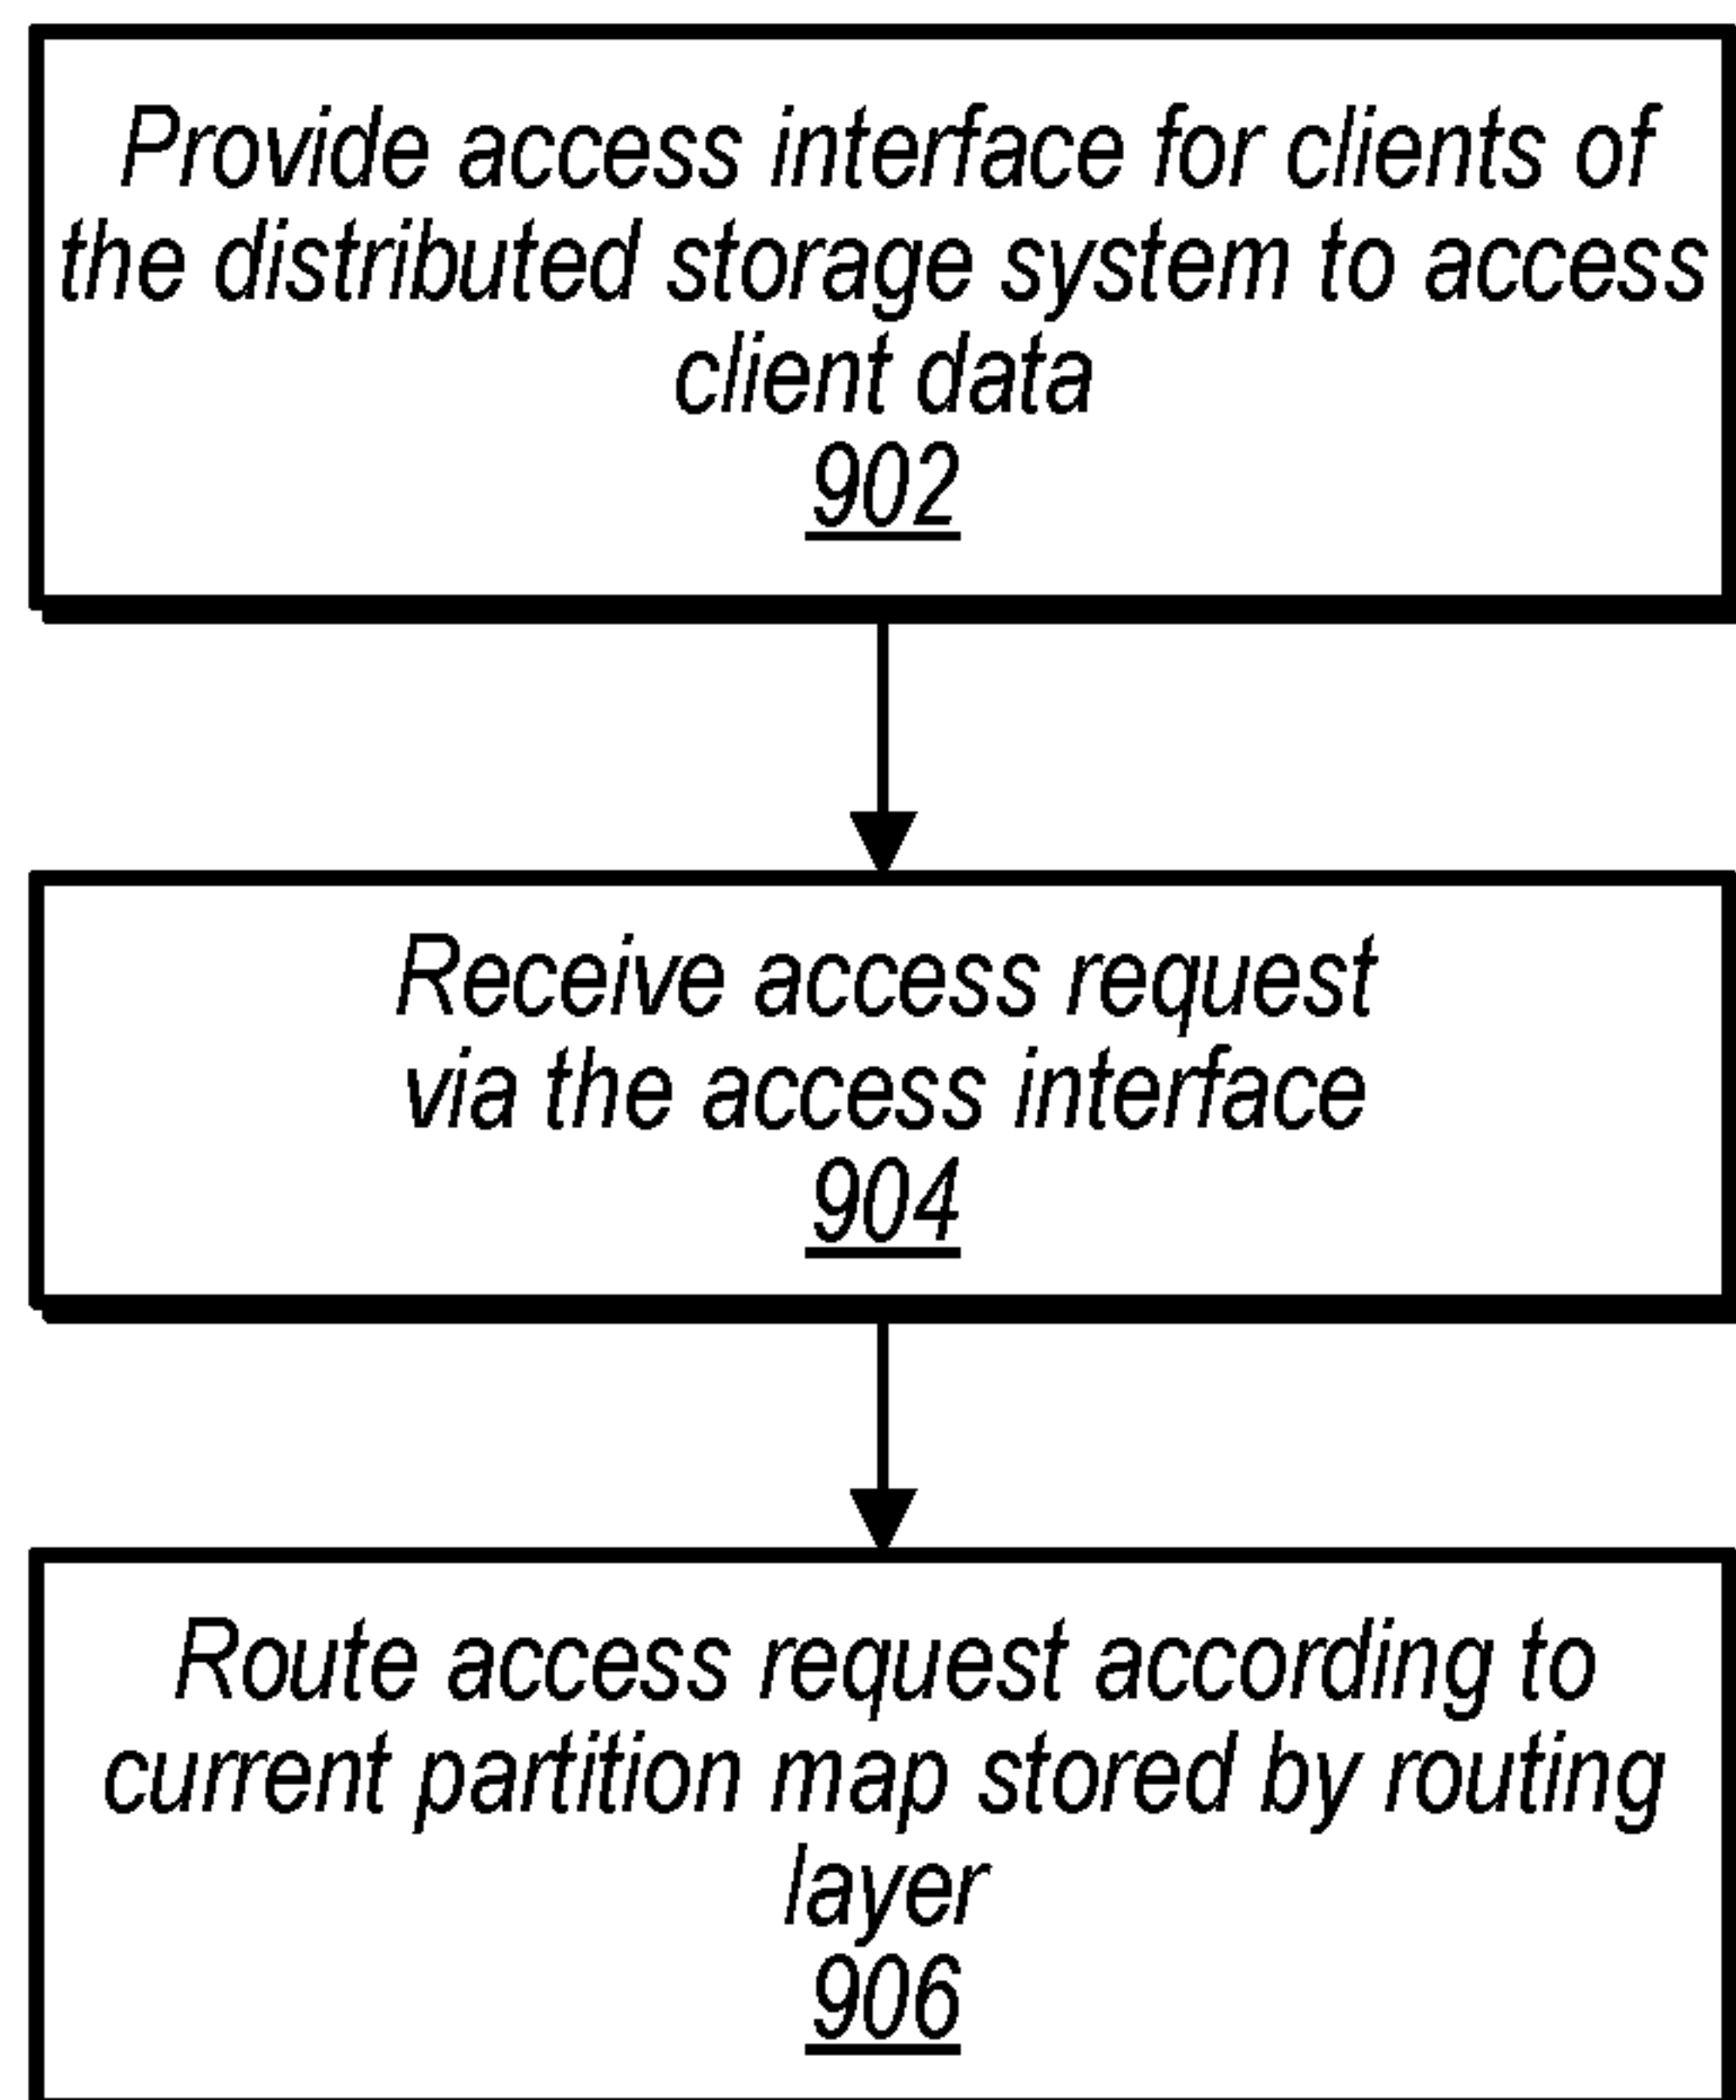 Provide access interface for clients of
the distributed storage system to access
client data
902
Receive access request
via the access interface
904
Route access request according to
current partition map stored by routing
layer
906